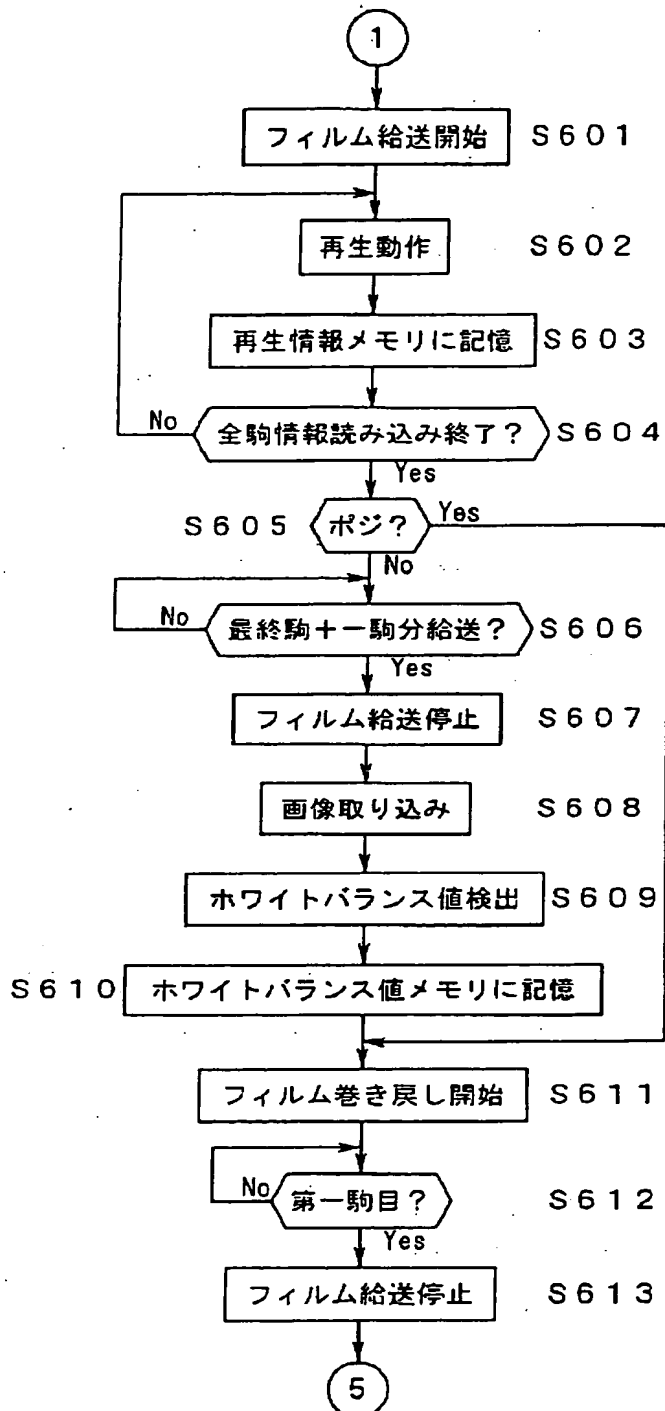 1
フィルム給送開始 S601
再生動作 S602
再生情報メモリに記憶 S603
No 全駒情報読み込み終了? S604
Yes
S605 ポジ? Yes
No
No 最終駒+一駒分給送? S606
Yes
フィルム給送停止 S607
画像取り込み S608
ホワイトバランス値検出 S609
S610 ホワイトバランス値メモリに記憶
フィルム巻き戻し開始 S611
No 第一駒目? S612
Yes
フィルム給送停止 S613
5